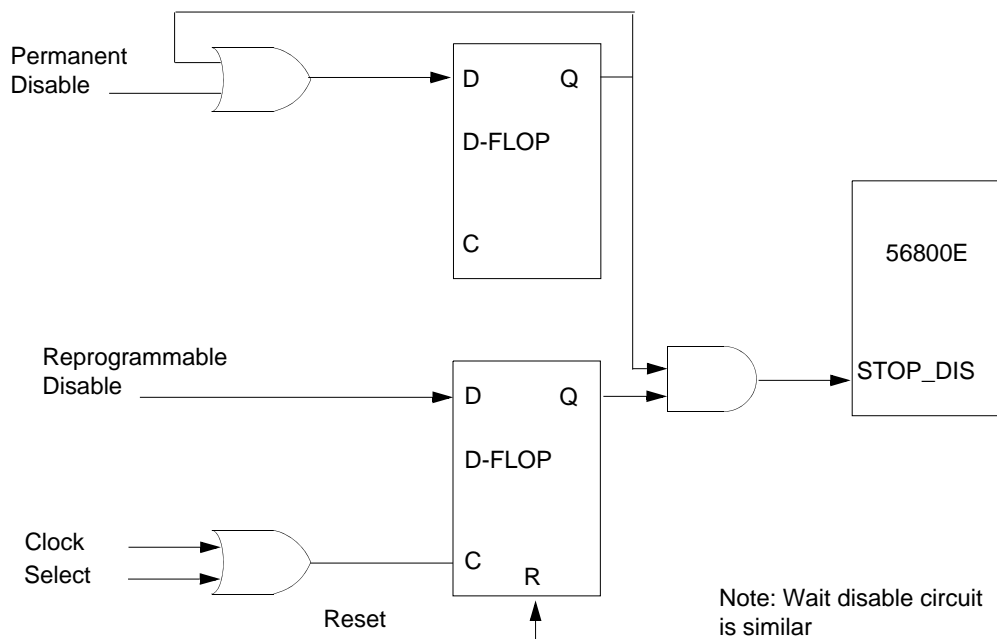 Permanent
Disable
D
Q
D-FLOP
C
56800E
STOP_DIS
Reprogrammable
Disable
D
Q
D-FLOP
C
R
Clock
Select
Reset
Note: Wait disable circuit
is similar